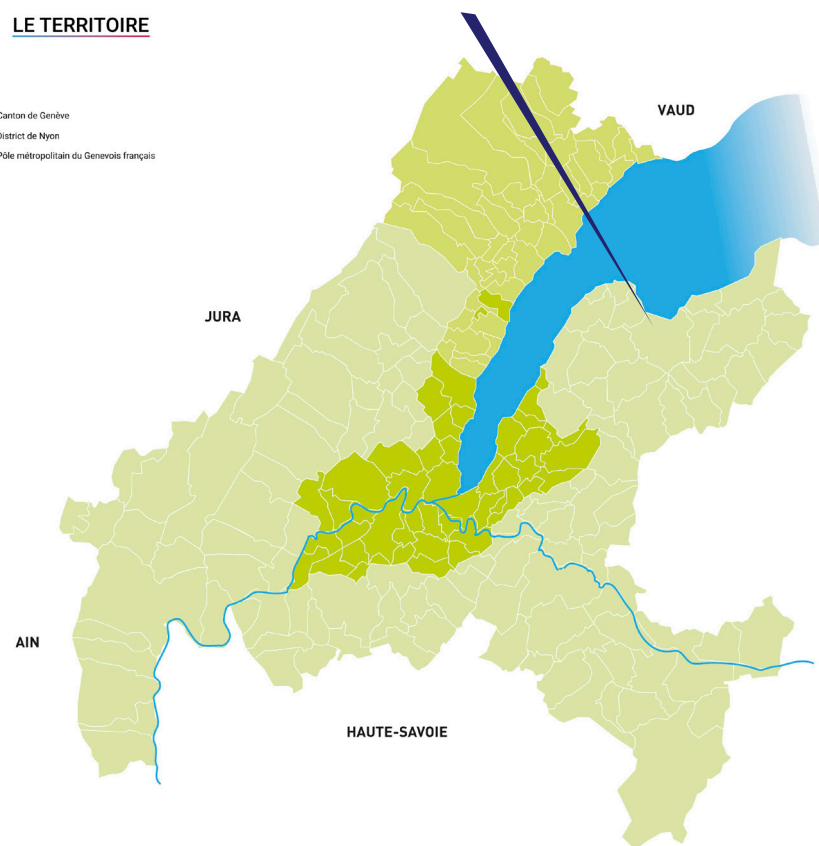 LE TERRITOIRE
VAUD
Canton de Genève
District de Nyon
Pôle métropolitain du Genevois français
JURA
AIN
HAUTE-SAVOIE